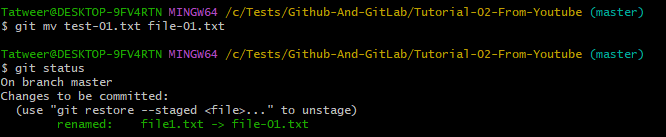 Tatweer@DESKTOP-9FV4RTN MINGW64 /c/Tests/Github-And-GitLab/Tutorial-02-From-Youtube (master)
$ git mv test-01.txt file-01.txt
Tatweer@DESKTOP-9FV4RTN MINGW64 /c/Tests/Github-And-GitLab/Tutorial-02-From-Youtube (master)
$ git status
On branch master
Changes to be committed:
  (use "git restore --staged <file>..." to unstage)
        renamed:    file1.txt -> file-01.txt